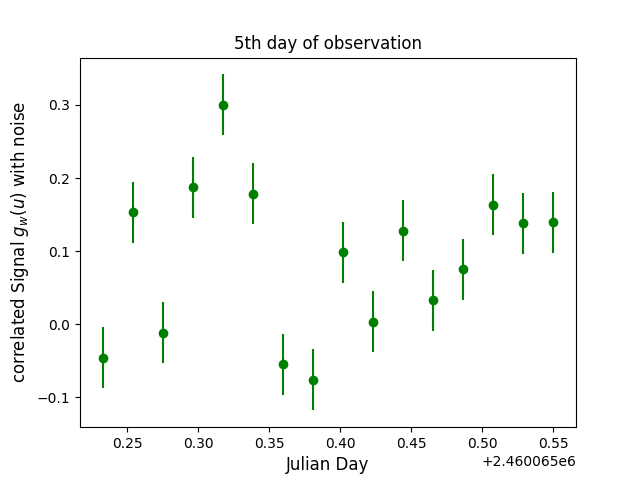 5th day of observation
correlated Signal g_w(u) with noise
0.3
0.2
0.1
0.0
−0.1
0.25 0.30 0.35 0.40 0.45 0.50 0.55
Julian Day
+2.460065e6